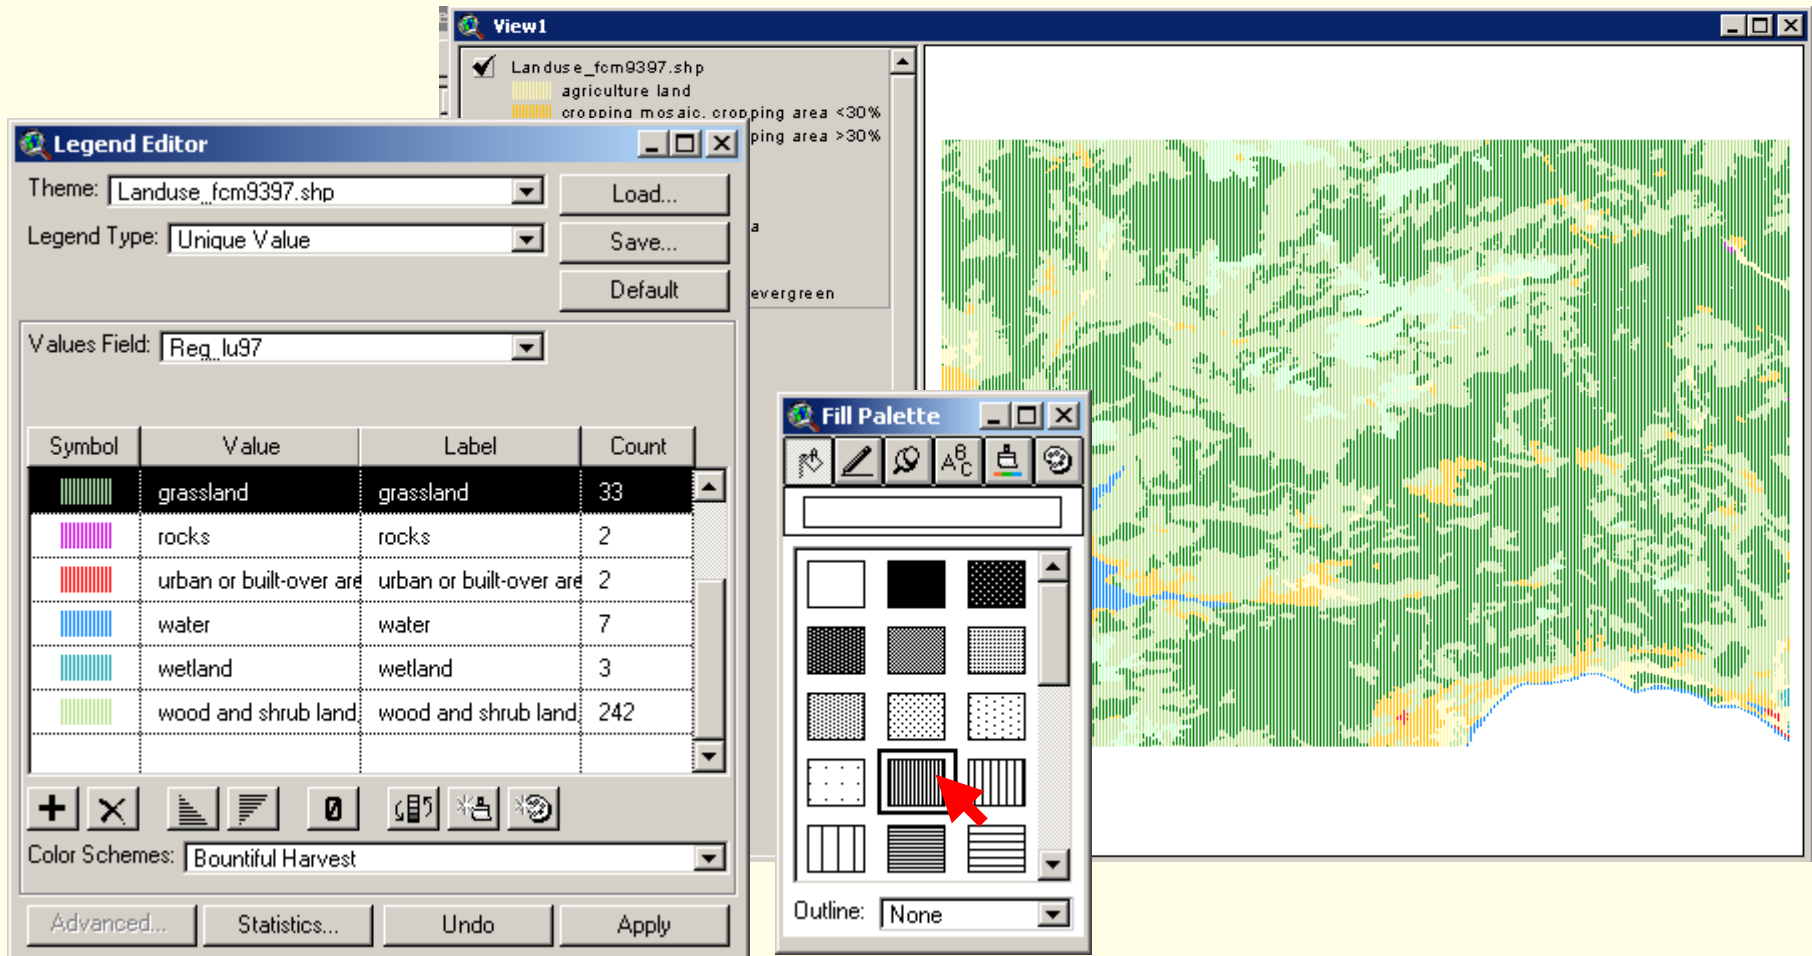 View1
Landuse_fcm9397.shp
agriculture land
cropping mosaic, cropping area <30%
ping area >30%
a
evergreen
Legend Editor
Theme: Landuse_fcm9397.shp
Load...
Legend Type: Unique Value
Save...
Default
Values Field: Reg_lu97
Symbol Value Label Count
grassland grassland 33
rocks rocks 2
urban or built-over are urban or built-over are 2
water water 7
wetland wetland 3
wood and shrub land, wood and shrub land, 242
0
Color Schemes: Bountiful Harvest
Advanced... Statistics... Undo Apply
Fill Palette
ABC
Outline: None